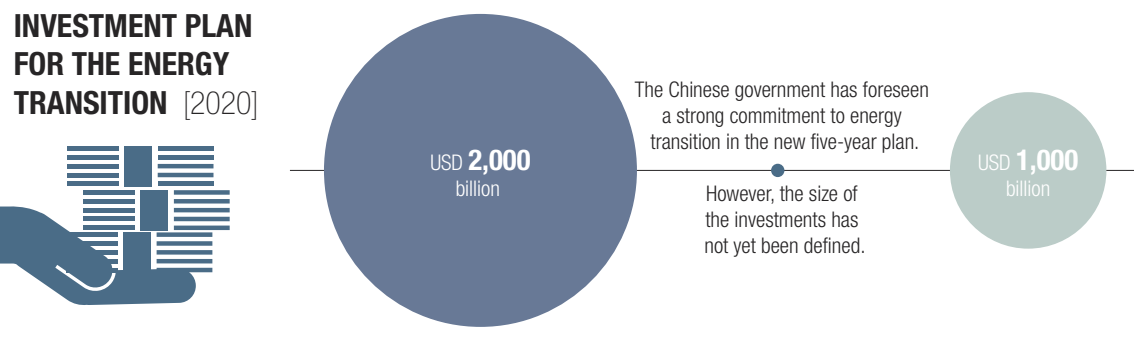 INVESTMENT PLAN
FOR THE ENERGY
TRANSITION [2020]
USD 2,000
billion
The Chinese government has foreseen
a strong commitment to energy
transition in the new five-year plan.
However, the size of
the investments has
not yet been defined.
USD 1,000
billion